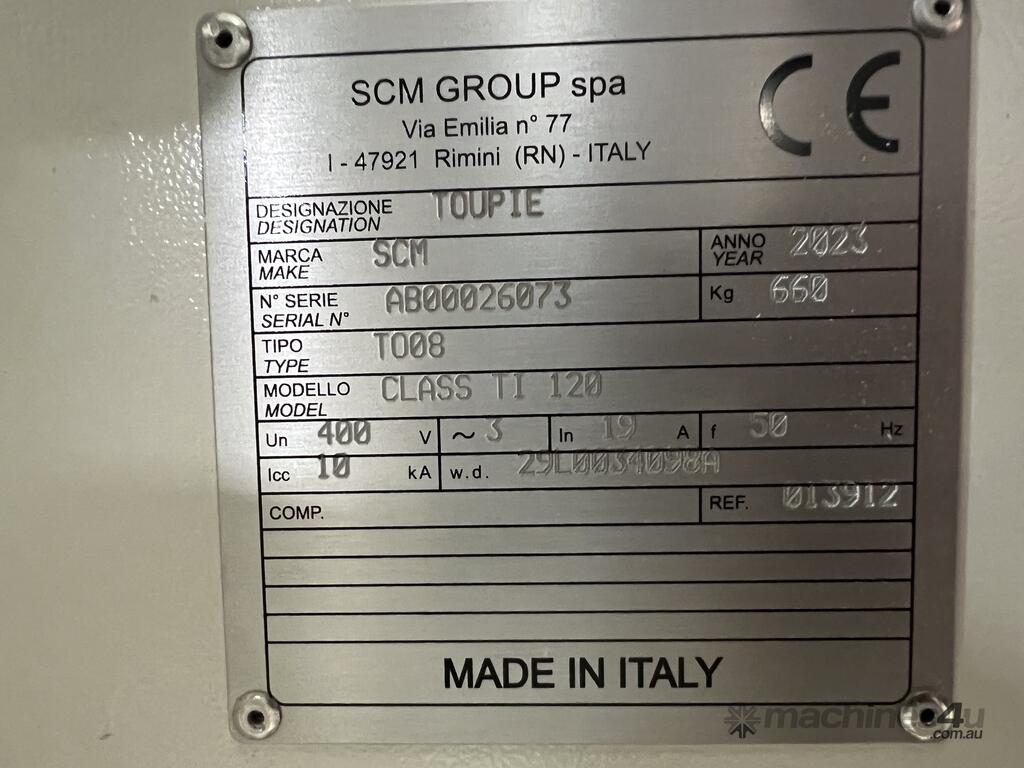 SCM GROUP spa
CE
Via Emilia n° 77
I - 47921 Rimini (RN) - ITALY
DESIGNAZIONE TOUPIE
DESIGNATION
MARCA SCM ANNO 2023
MAKE YEAR
N° SERIE AB00026073 Kg 660
SERIAL N°
TIPO TO08
TYPE
MODELLO CLASS TI 120
MODEL
Un 400 V ~ 3 In 19 A f 50 Hz
Icc 10 kA w.d. 29L0034098A
COMP. REF. 013912
MADE IN ITALY
machines4u
.com.au